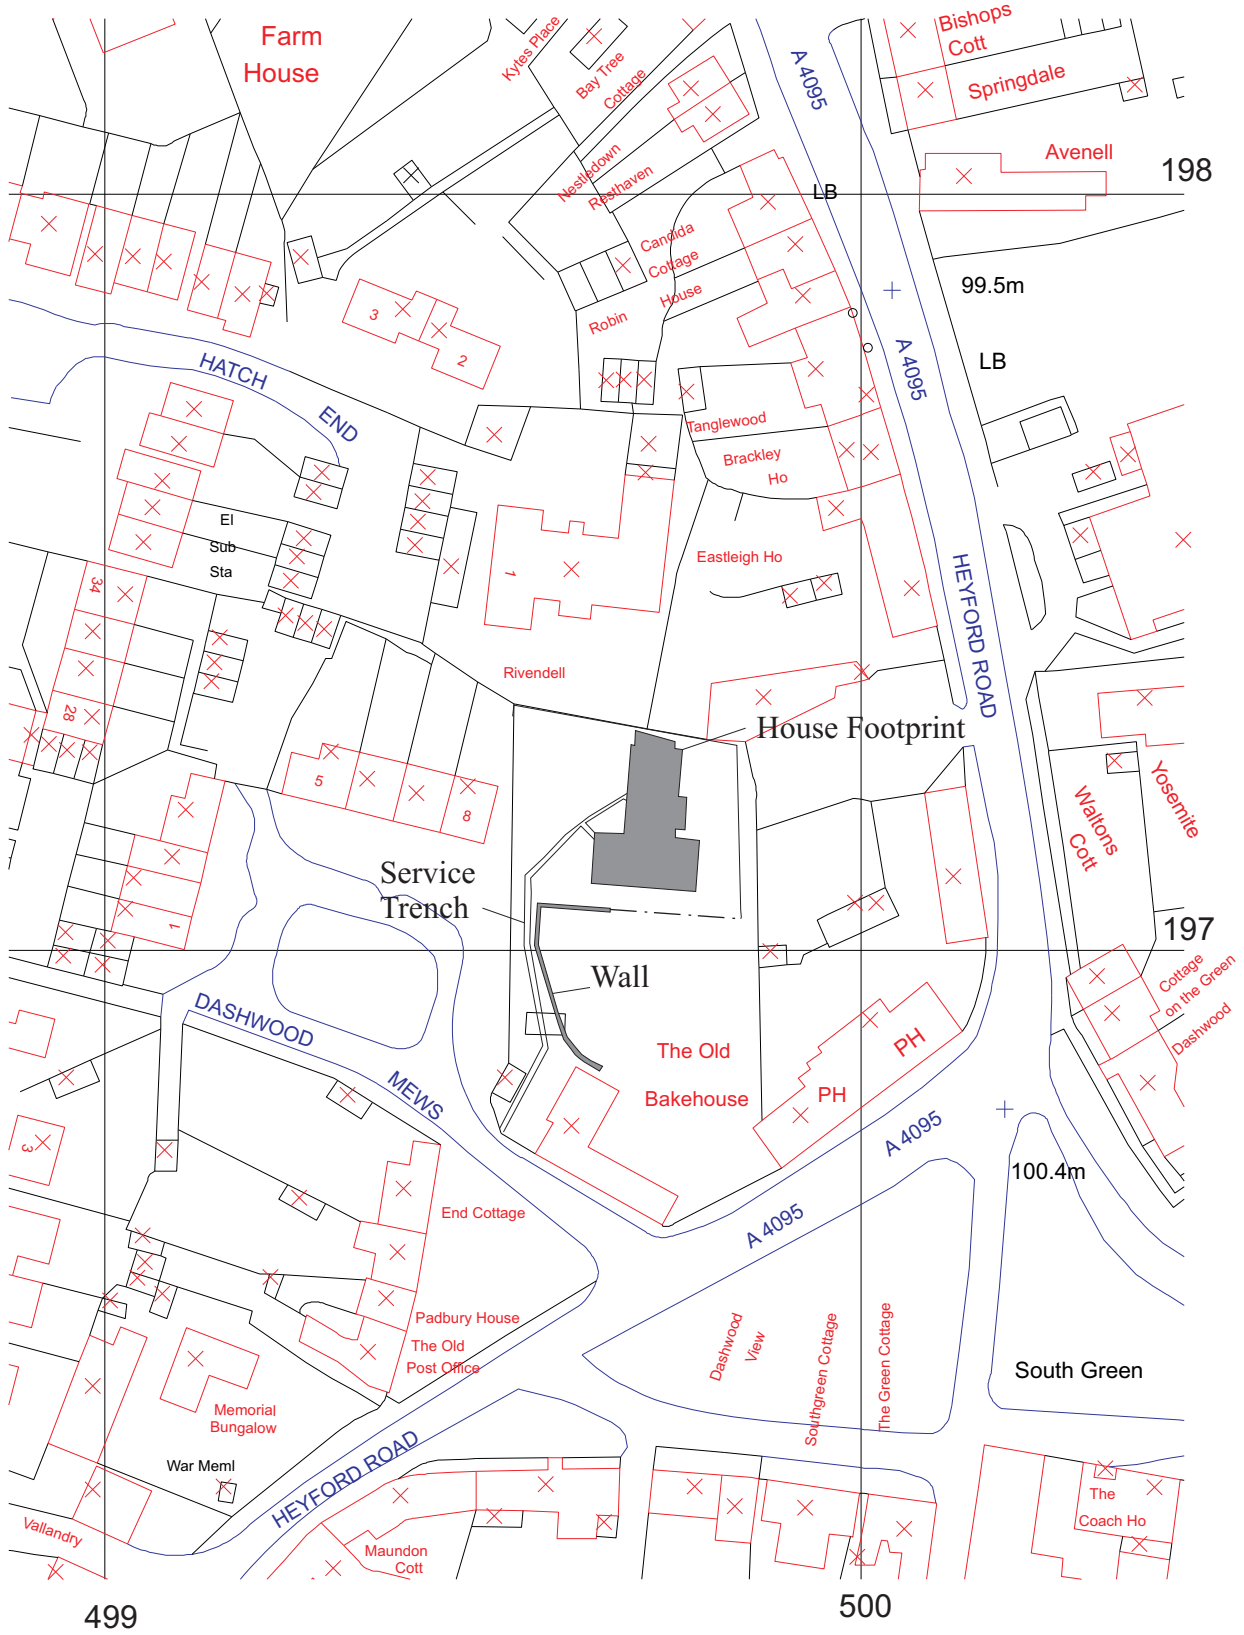 Farm
House
Kytes Place
Bay Tree
Cottage
A 4095
Bishops
Cott
Springdale
Avenell
198
Nestledown
Resthaven
LB
Candida
Cottage
House
Robin
99.5m
3
2
HATCH
END
A 4095
LB
Tanglewood
Brackley
Ho
El
Sub
Sta
Eastleigh Ho
1
HEYFORD ROAD
34
28
Rivendell
House Footprint
5
8
Waltons
Cott
Yosemite
Service
Trench
1
197
Wall
Cottage
on the Green
Dashwood
DASHWOOD
MEWS
The Old
Bakehouse
PH
PH
A 4095
3
100.4m
End Cottage
A 4095
Padbury House
The Old
Post Office
Dashwood
View
Southgreen Cottage
The Green Cottage
South Green
Memorial
Bungalow
War Meml
HEYFORD ROAD
Vallandry
Maundon
Cott
The
Coach Ho
499
500